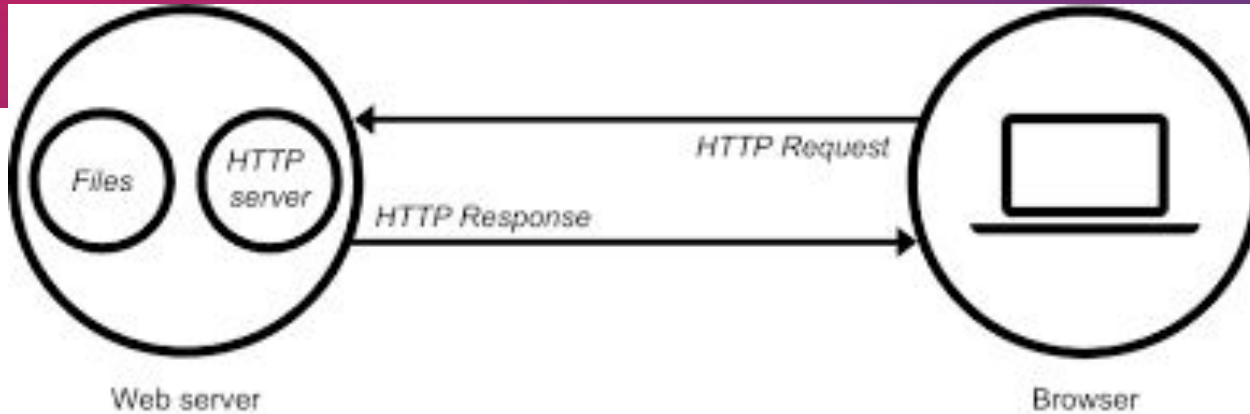 HTTP Request
Files
HTTP
server
HTTP Response
Web server
Browser